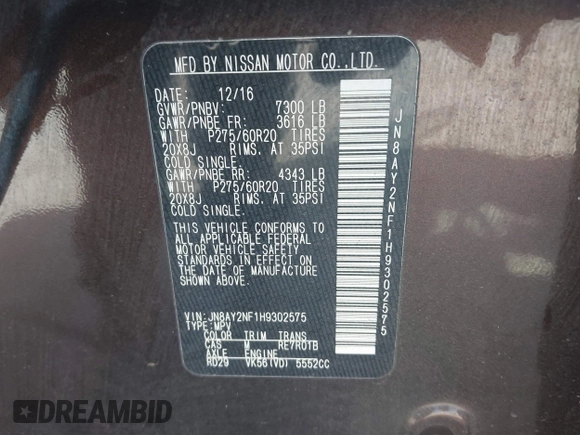 MFD BY NISSAN MOTOR CO.,LTD.
DATE: 12/16
GVWR/PNBV: 7300 LB
GAWR/PNBE FR: 3616 LB
WITH P275/60R20 TIRES
20X8J RIMS. AT 35PSI
COLD SINGLE.
GAWR/PNBE RR: 4343 LB
WITH P275/60R20 TIRES
20X8J RIMS. AT 35PSI
COLD SINGLE.
THIS VEHICLE CONFORMS TO
ALL APPLICABLE FEDERAL
MOTOR VEHICLE SAFETY
STANDARDS IN EFFECT ON
THE DATE OF MANUFACTURE
SHOWN ABOVE.
VIN:JN8AY2NF1H9302575
TYPE:MPV
COLOR TRIM TRANS
CAS M RE7R01B
AXLE ENGINE
RD29 VK56(VD) 5552CC
JN8AY2NF1H9302575
DREAMBID